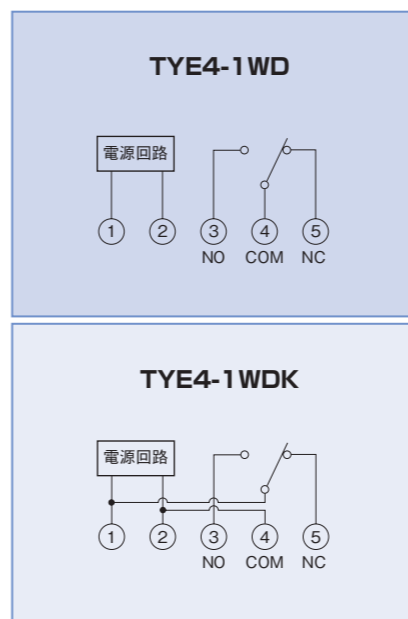 TYE4-1WD
電源回路
① ② ③ ④ ⑤
NO COM NC
TYE4-1WDK
電源回路
① ② ③ ④ ⑤
NO COM NC